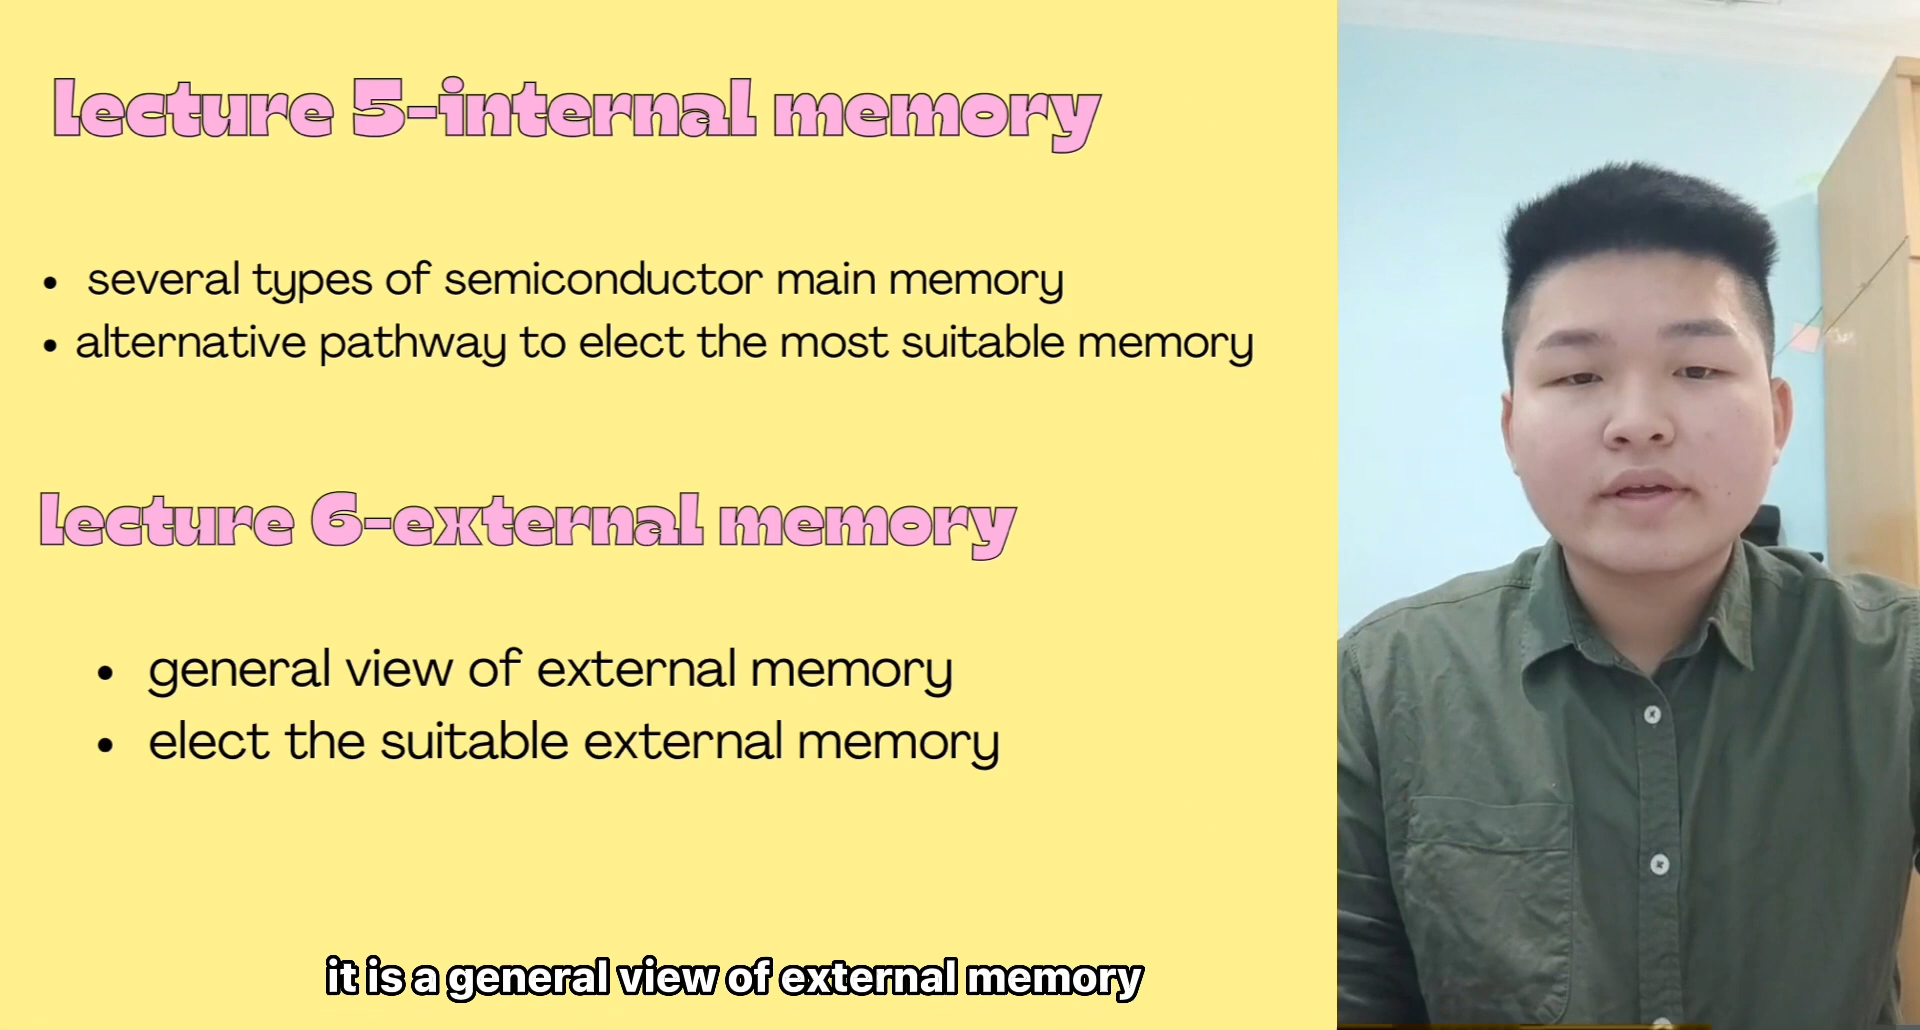 lecture 5-internal memory
• several types of semiconductor main memory
• alternative pathway to elect the most suitable memory
lecture 6-external memory
• general view of external memory
• elect the suitable external memory
it is a general view of external memory